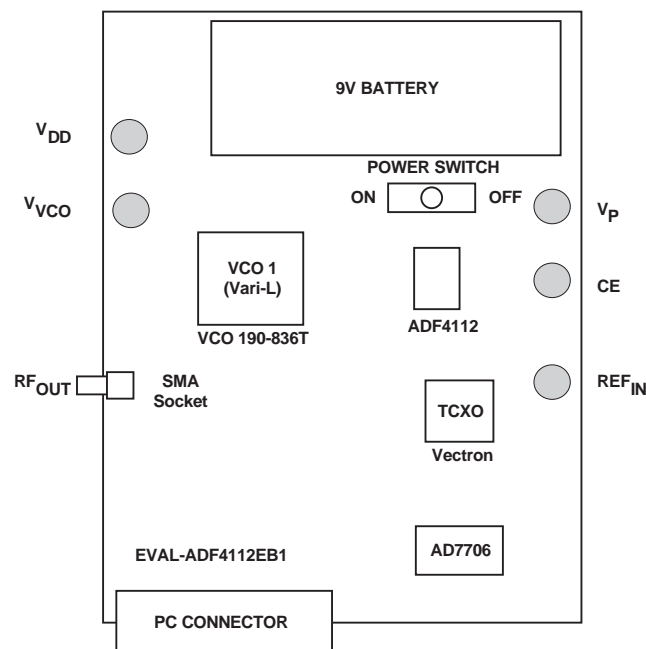 9V BATTERY
VDD
POWER SWITCH
ON
OFF
VVCO
VP
VCO 1
(Vari-L)
CE
ADF4112
VCO 190-836T
RFOUT
SMA
Socket
REFIN
TCXO
Vectron
AD7706
EVAL-ADF4112EB1
PC CONNECTOR